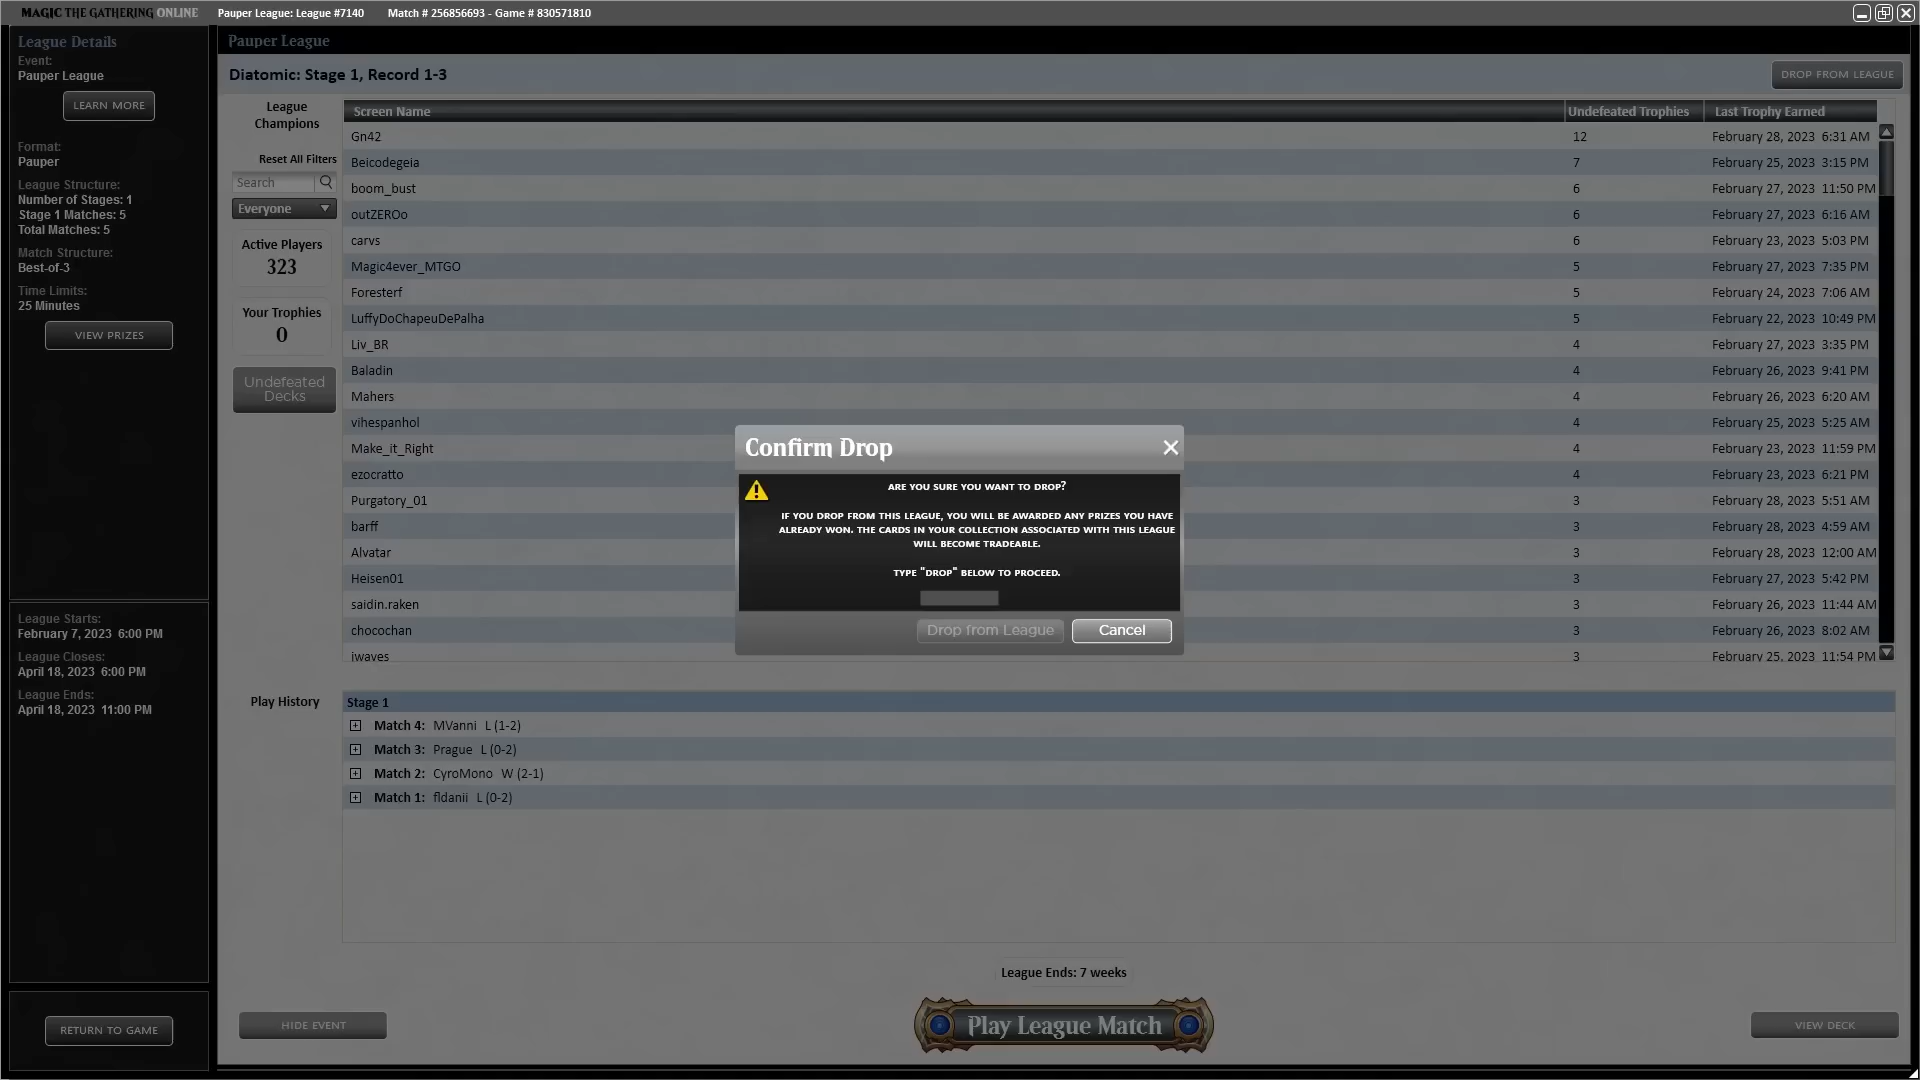 MAGIC THE GATHERING ONLINE Pauper League: League #7140 Match # 256856693 - Game # 830571810
League Details
Event:
Pauper League
LEARN MORE
Format:
Pauper
League Structure:
Number of Stages: 1
Stage 1 Matches: 5
Total Matches: 5
Match Structure:
Best-of-3
Time Limits:
25 Minutes
VIEW PRIZES
League Starts:
February 7, 2023 6:00 PM
League Closes:
April 18, 2023 6:00 PM
League Ends:
April 18, 2023 11:00 PM
RETURN TO GAME
Pauper League
Diatomic: Stage 1, Record 1-3
DROP FROM LEAGUE
League
Champions
Reset All Filters
Search
Everyone
Active Players
323
Your Trophies
0
Undefeated
Decks
Screen Name Undefeated Trophies Last Trophy Earned
Gn42 12 February 28, 2023 6:31 AM
Beicodegeia 7 February 25, 2023 3:15 PM
boom_bust 6 February 27, 2023 11:50 PM
outZEROo 6 February 27, 2023 6:16 AM
carvs 6 February 23, 2023 5:03 PM
Magic4ever_MTGO 5 February 27, 2023 7:35 PM
Foresterf 5 February 24, 2023 7:06 AM
LuffyDoChapeuDePalha 5 February 22, 2023 10:49 PM
Liv_BR 4 February 27, 2023 3:35 PM
Baladin 4 February 26, 2023 9:41 PM
Mahers 4 February 26, 2023 6:20 AM
vihespanhol 4 February 25, 2023 5:25 AM
Make_it_Right 4 February 23, 2023 11:59 PM
ezocratto 4 February 23, 2023 6:21 PM
Purgatory_01 3 February 28, 2023 5:51 AM
barff 3 February 28, 2023 4:59 AM
Alvatar 3 February 28, 2023 12:00 AM
Heisen01 3 February 27, 2023 5:42 PM
saidin.raken 3 February 26, 2023 11:44 AM
chocochan 3 February 26, 2023 8:02 AM
jwaves 3 February 25, 2023 11:54 PM
Confirm Drop
ARE YOU SURE YOU WANT TO DROP?
IF YOU DROP FROM THIS LEAGUE, YOU WILL BE AWARDED ANY PRIZES YOU HAVE
ALREADY WON. THE CARDS IN YOUR COLLECTION ASSOCIATED WITH THIS LEAGUE
WILL BECOME TRADEABLE.
TYPE "DROP" BELOW TO PROCEED.
Drop from League Cancel
Play History
Stage 1
Match 4: MVanni L (1-2)
Match 3: Prague L (0-2)
Match 2: CyroMono W (2-1)
Match 1: fldanii L (0-2)
League Ends: 7 weeks
HIDE EVENT
Play League Match
VIEW DECK